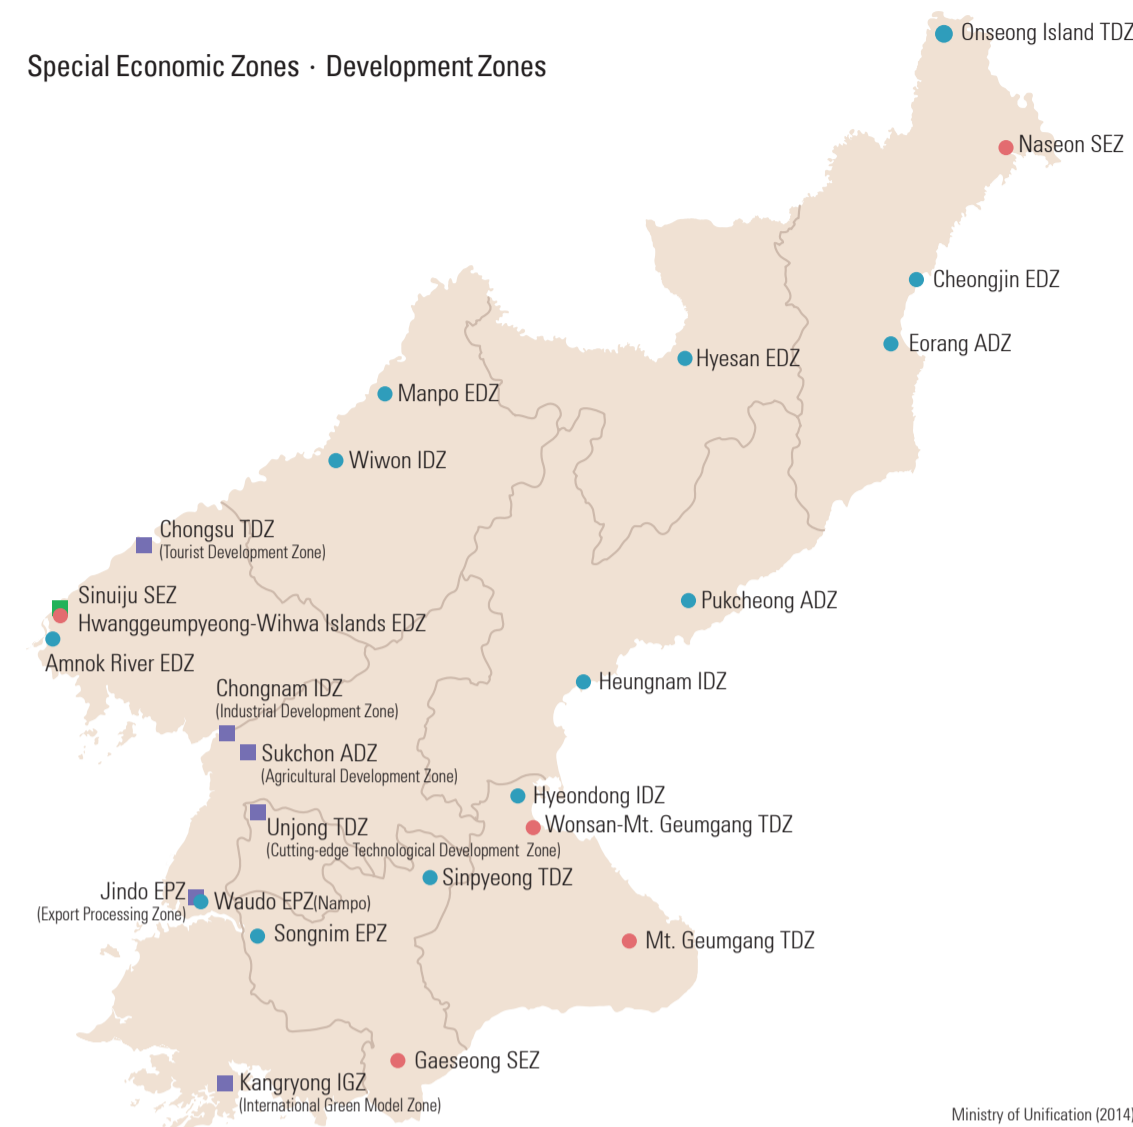 Special Economic Zones · Development Zones
Onseong Island TDZ
Naseon SEZ
Cheongjin EDZ
Eorang ADZ
Hyesan EDZ
Manpo EDZ
Wiwon IDZ
Chongsu TDZ
(Tourist Development Zone)
Sinuiju SEZ
Hwanggeumpyeong-Wihwa Islands EDZ
Amnok River EDZ
Pukcheong ADZ
Heungnam IDZ
Chongnam IDZ
(Industrial Development Zone)
Sukchon ADZ
(Agricultural Development Zone)
Hyeondong IDZ
Wonsan-Mt. Geumgang TDZ
Unjong TDZ
(Cutting-edge Technological Development Zone)
Sinpyeong TDZ
Jindo EPZ
(Export Processing Zone)
Waudo EPZ(Nampo)
Songnim EPZ
Mt. Geumgang TDZ
Gaeseong SEZ
Kangryong IGZ
(International Green Model Zone)
Ministry of Unification (2014)